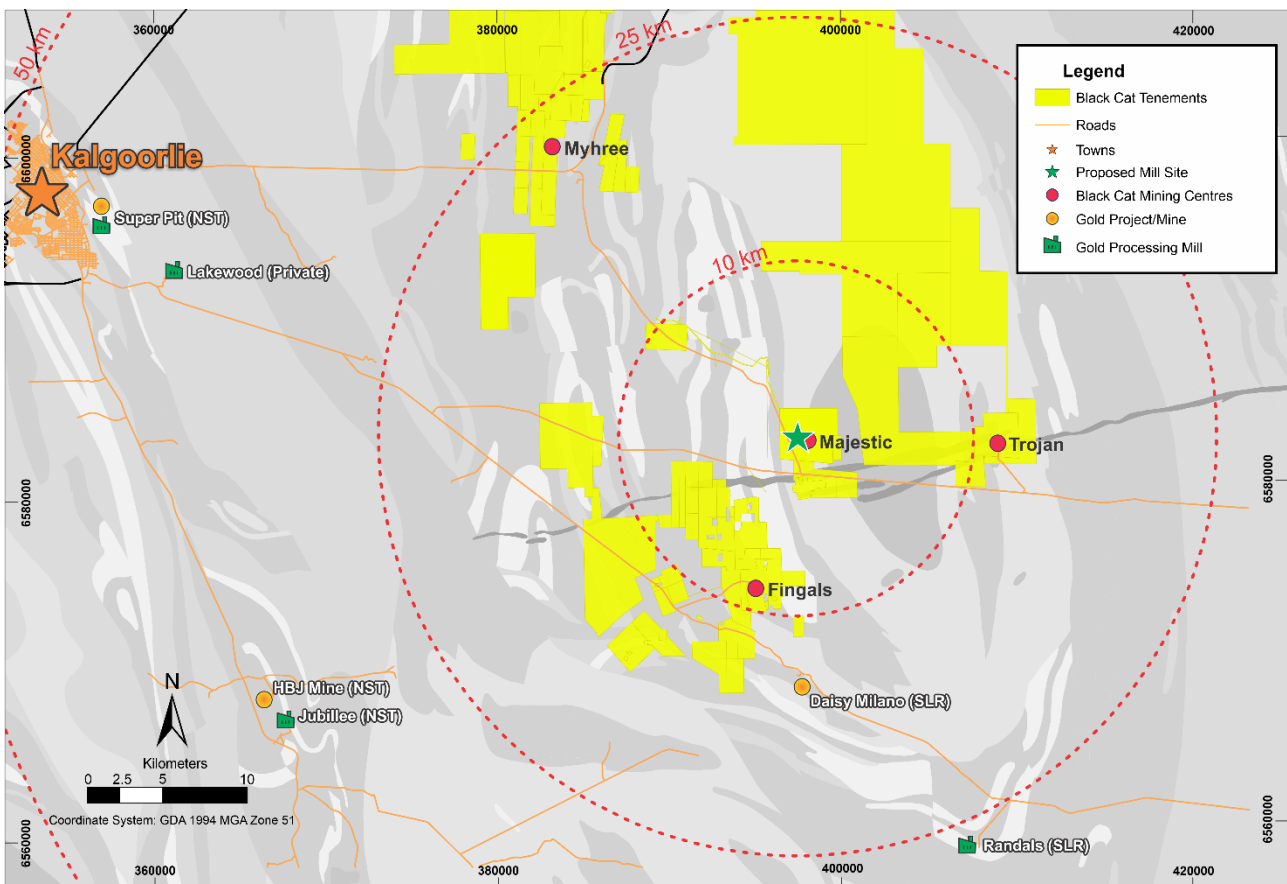 360000
380000
400000
420000
50 km
25 km
Legend
Black Cat Tenements
Roads
Towns
Proposed Mill Site
Black Cat Mining Centres
Gold Project/Mine
Gold Processing Mill
6600000
6600000
Kalgoorlie
Myhree
Super Pit (NST)
Lakewood (Private)
10 km
Majestic
Trojan
6580000
6580000
Fingals
HBJ Mine (NST)
Jubillee (NST)
Daisy Milano (SLR)
N
Kilometers
0 2.5 5 10
Coordinate System: GDA 1994 MGA Zone 51
Randals (SLR)
6560000
6560000
360000
380000
400000
420000